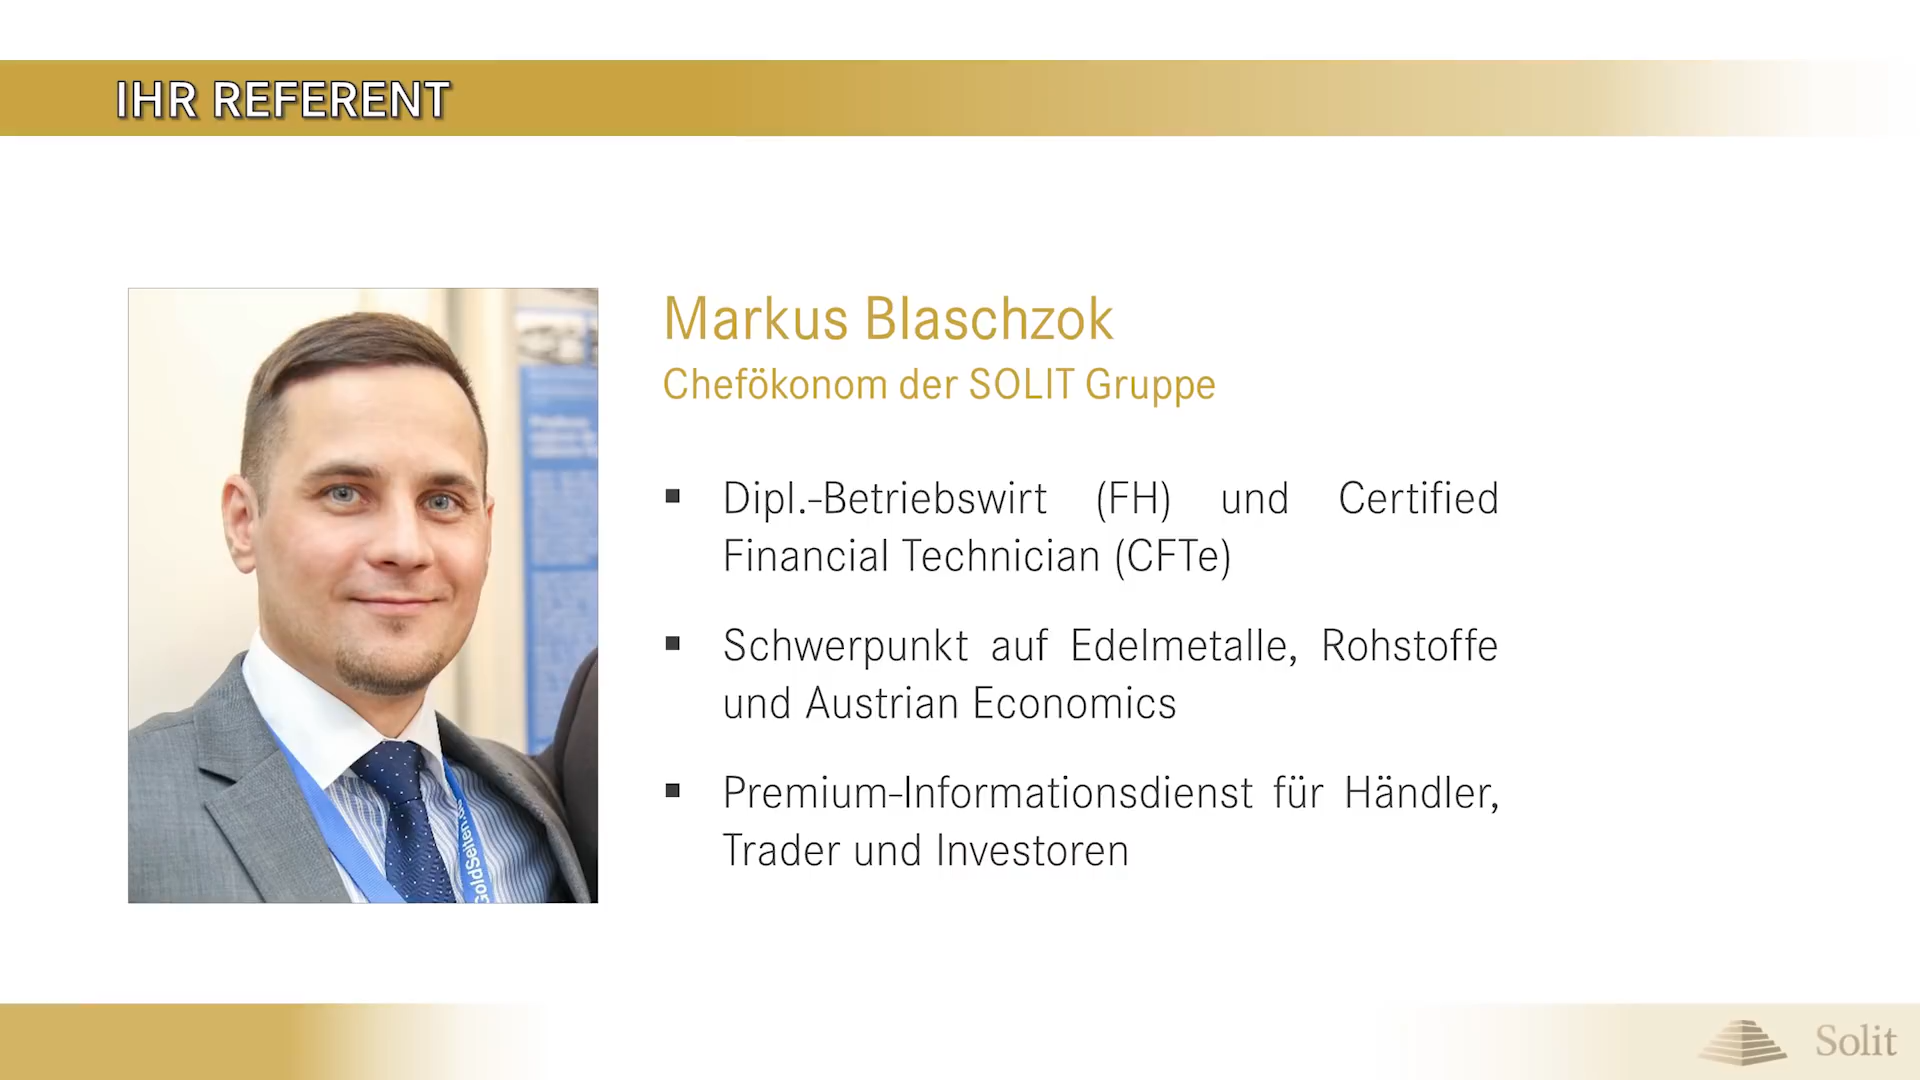 IHR REFERENT
Markus Blaschzok
Chefökonom der SOLIT Gruppe
▪ Dipl.-Betriebswirt (FH) und Certified
Financial Technician (CFTe)
▪ Schwerpunkt auf Edelmetalle, Rohstoffe
und Austrian Economics
▪ Premium-Informationsdienst für Händler,
Trader und Investoren
Solit